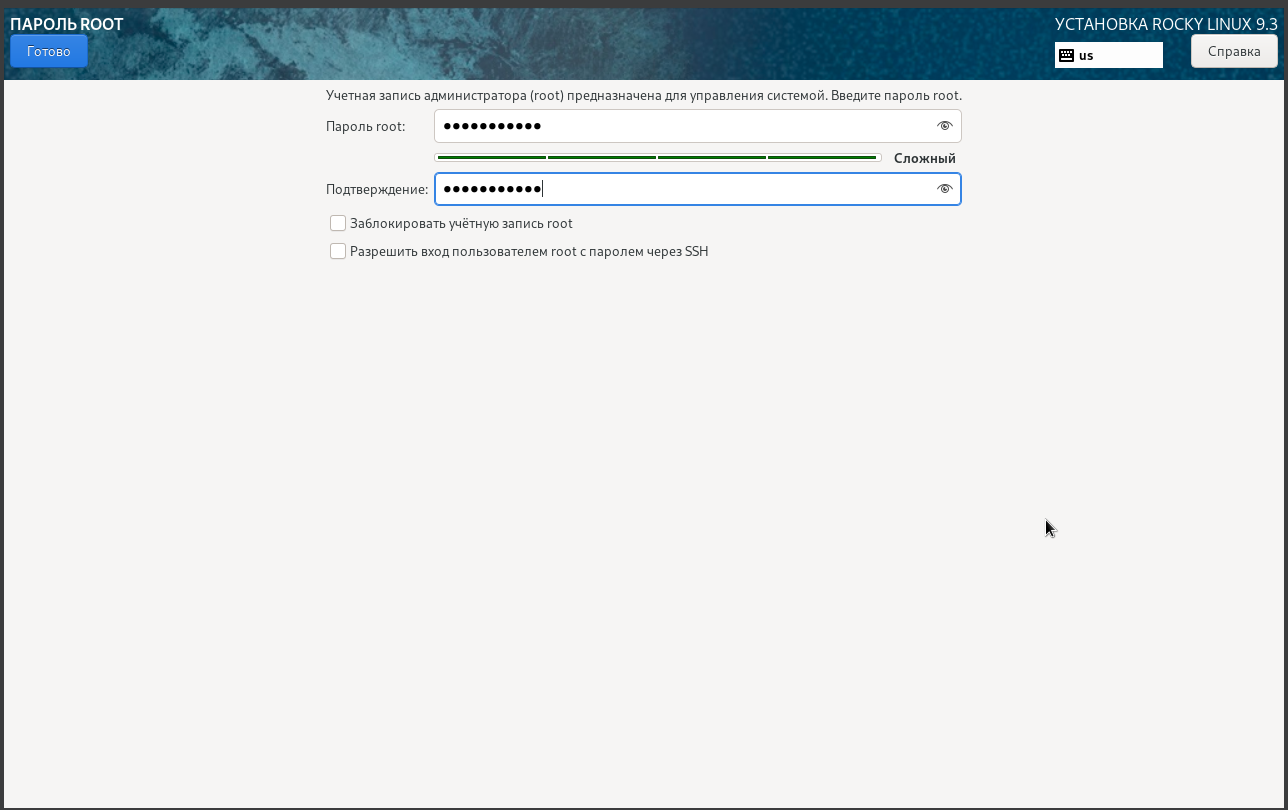 ПАРОЛЬ ROOT
УСТАНОВКА ROCKY LINUX 9.3
Готово
us
Справка
Учетная запись администратора (root) предназначена для управления системой. Введите пароль root.
Пароль root: ●●●●●●●●●●●
Сложный
Подтверждение: ●●●●●●●●●●●
Заблокировать учётную запись root
Разрешить вход пользователем root с паролем через SSH